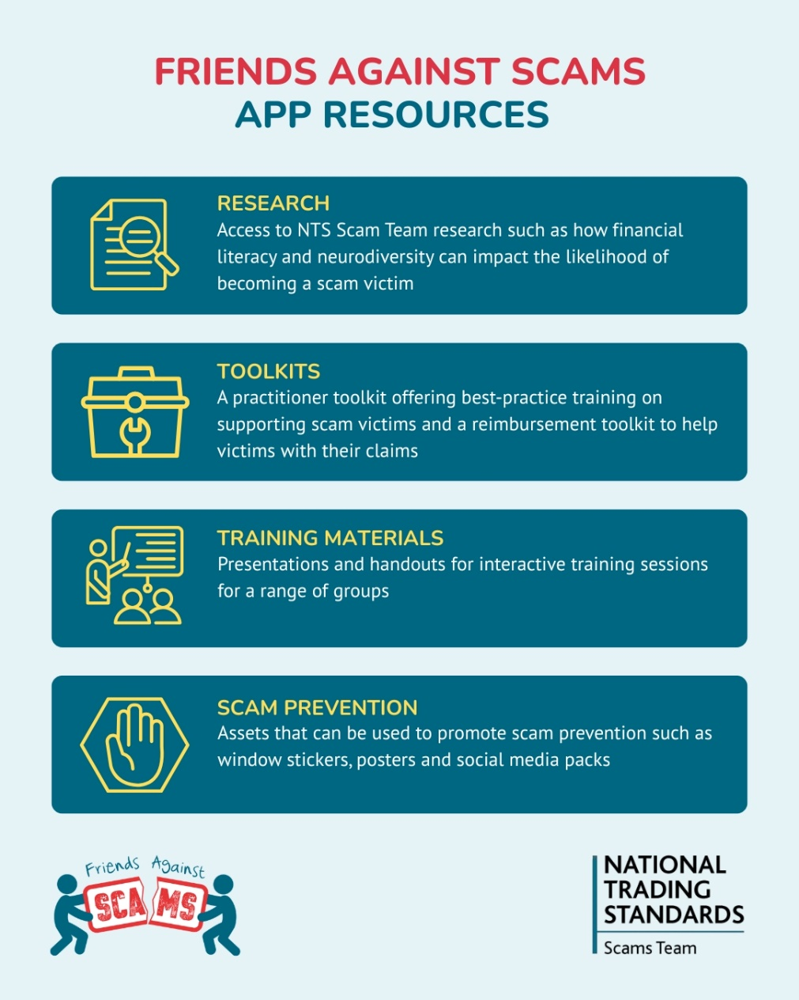 FRIENDS AGAINST SCAMS
APP RESOURCES
RESEARCH
Access to NTS Scam Team research such as how financial
literacy and neurodiversity can impact the likelihood of
becoming a scam victim
TOOLKITS
A practitioner toolkit offering best-practice training on
supporting scam victims and a reimbursement toolkit to help
victims with their claims
TRAINING MATERIALS
Presentations and handouts for interactive training sessions
for a range of groups
SCAM PREVENTION
Assets that can be used to promote scam prevention such as
window stickers, posters and social media packs
Friends Against
SCAMS
NATIONAL
TRADING
STANDARDS
Scams Team